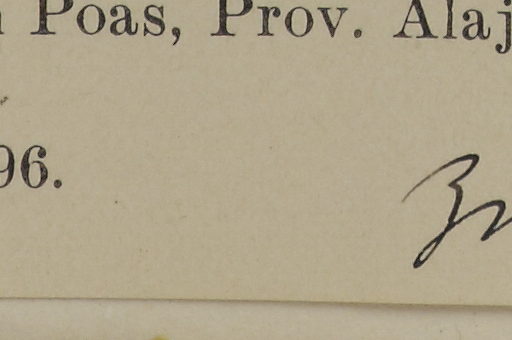 Poas, Prov. Alaj
96.